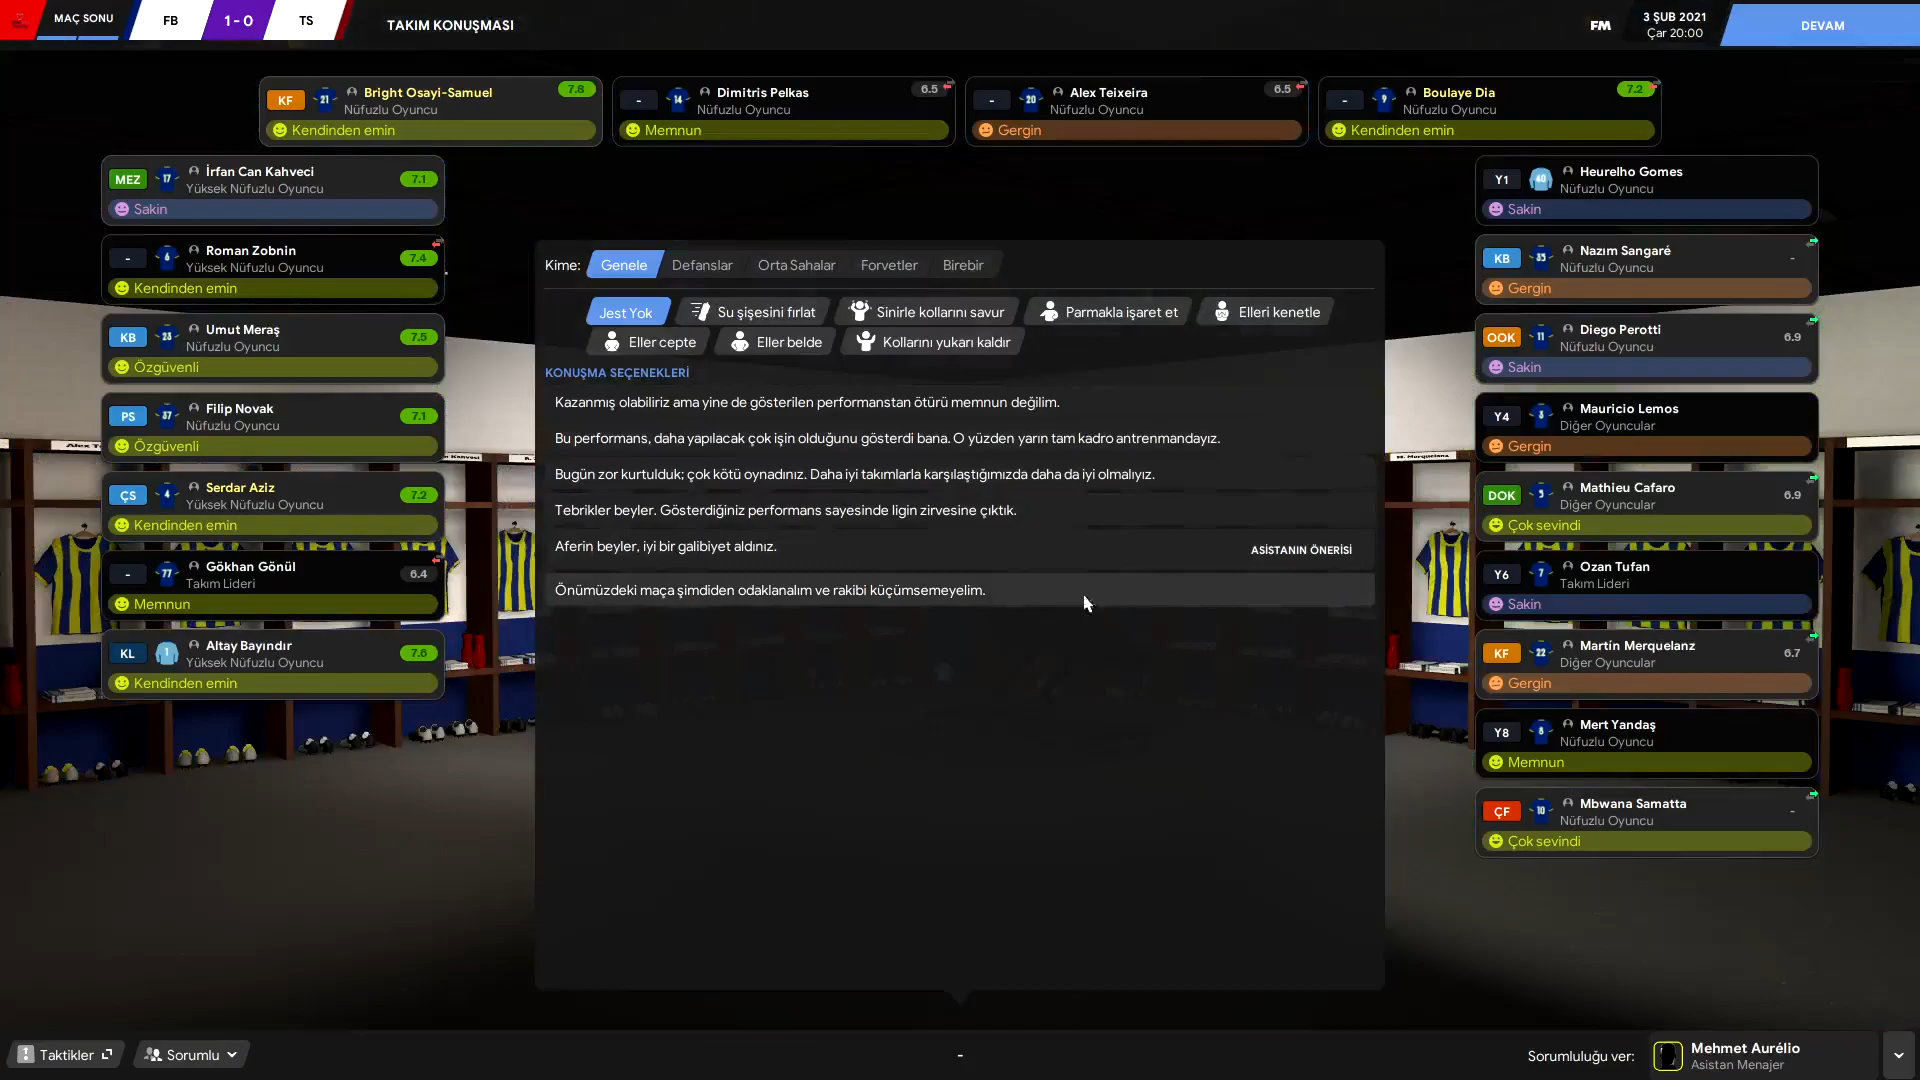 MAÇ SONU
FB
1 - 0
TS
TAKIM KONUŞMASI
FM
3 ŞUB 2021
Çar 20:00
DEVAM
KF
21
Bright Osayi-Samuel
7.8
Nüfuzlu Oyuncu
Kendinden emin
-
14
Dimitris Pelkas
6.5
Nüfuzlu Oyuncu
Memnun
-
20
Alex Teixeira
6.5
Nüfuzlu Oyuncu
Gergin
-
9
Boulaye Dia
7.2
Nüfuzlu Oyuncu
Kendinden emin
MEZ
17
İrfan Can Kahveci
Yüksek Nüfuzlu Oyuncu
7.1
Sakin
-
6
Roman Zobnin
Yüksek Nüfuzlu Oyuncu
7.4
Kendinden emin
KB
23
Umut Meraş
Nüfuzlu Oyuncu
7.5
Özgüvenli
PS
37
Filip Novak
Nüfuzlu Oyuncu
7.1
Özgüvenli
ÇS
4
Serdar Aziz
Yüksek Nüfuzlu Oyuncu
7.2
Kendinden emin
-
77
Gökhan Gönül
Takım Lideri
6.4
Memnun
KL
1
Altay Bayındır
Yüksek Nüfuzlu Oyuncu
7.6
Kendinden emin
Kime:
Genele
Defanslar
Orta Sahalar
Forvetler
Birebir
Jest Yok
Su şişesini fırlat
Sinirle kollarını savur
Parmakla işaret et
Elleri kenetle
Eller cepte
Eller belde
Kollarını yukarı kaldır
KONUŞMA SEÇENEKLERİ
Kazanmış olabiliriz ama yine de gösterilen performanstan ötürü memnun değilim.
Bu performans, daha yapılacak çok işin olduğunu gösterdi bana. O yüzden yarın tam kadro antrenmandayız.
Bugün zor kurtulduk; çok kötü oynadınız. Daha iyi takımlarla karşılaştığımızda daha da iyi olmalıyız.
Tebrikler beyler. Gösterdiğiniz performans sayesinde ligin zirvesine çıktık.
Aferin beyler, iyi bir galibiyet aldınız.
ASİSTANIN ÖNERİSİ
Önümüzdeki maça şimdiden odaklanalım ve rakibi küçümsemeyelim.
Y1
40
Heurelho Gomes
Nüfuzlu Oyuncu
Sakin
KB
Nazım Sangaré
Nüfuzlu Oyuncu
-
Gergin
OOK
11
Diego Perotti
Nüfuzlu Oyuncu
6.9
Sakin
Y4
3
Mauricio Lemos
Diğer Oyuncular
Gergin
DOK
5
Mathieu Cafaro
Diğer Oyuncular
6.9
Çok sevindi
Y6
7
Ozan Tufan
Takım Lideri
Sakin
KF
22
Martín Merquelanz
Diğer Oyuncular
6.7
Gergin
Y8
8
Mert Yandaş
Nüfuzlu Oyuncu
Memnun
ÇF
10
Mbwana Samatta
Nüfuzlu Oyuncu
-
Çok sevindi
Taktikler
Sorumlu
-
Sorumluluğu ver:
Mehmet Aurélio
Asistan Menajer